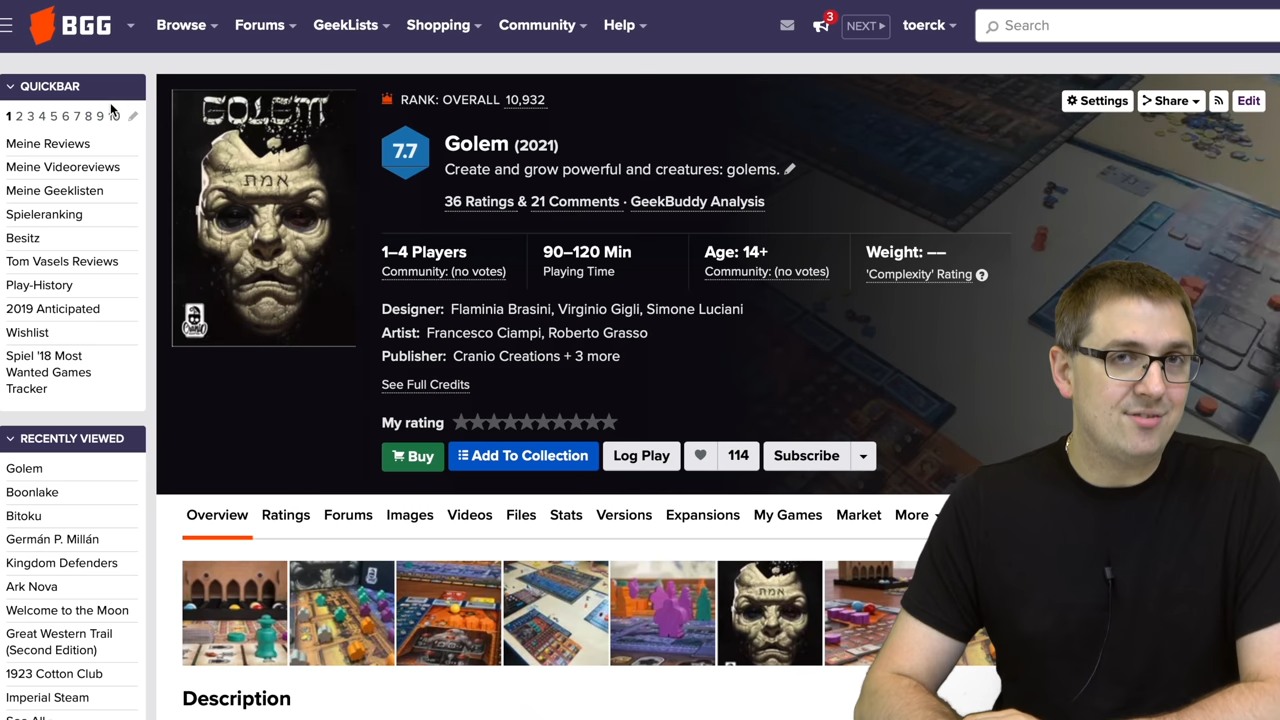 BGG
Browse
Forums
GeekLists
Shopping
Community
Help
3
NEXT
toerck
Search
QUICKBAR
1 2 3 4 5 6 7 8 9 10
Meine Reviews
Meine Videoreviews
Meine Geeklisten
Spieleranking
Besitz
Tom Vasels Reviews
Play-History
2019 Anticipated
Wishlist
Spiel '18 Most
Wanted Games
Tracker
RECENTLY VIEWED
Golem
Boonlake
Bitoku
Germán P. Millán
Kingdom Defenders
Ark Nova
Welcome to the Moon
Great Western Trail
(Second Edition)
1923 Cotton Club
Imperial Steam
GOLEM
אמת
Cranio
RANK: OVERALL 10,932
Settings
Share
Edit
7.7
Golem (2021)
Create and grow powerful and creatures: golems.
36 Ratings & 21 Comments · GeekBuddy Analysis
1–4 Players
Community: (no votes)
90–120 Min
Playing Time
Age: 14+
Community: (no votes)
Weight: ––
'Complexity' Rating ?
Designer: Flaminia Brasini, Virginio Gigli, Simone Luciani
Artist: Francesco Ciampi, Roberto Grasso
Publisher: Cranio Creations + 3 more
See Full Credits
My rating
Buy
Add To Collection
Log Play
114
Subscribe
Overview
Ratings
Forums
Images
Videos
Files
Stats
Versions
Expansions
My Games
Market
More
אמת
Description